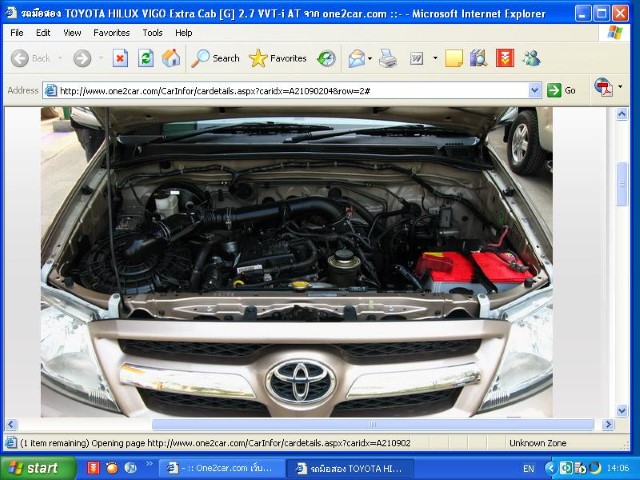 รถมือสอง TOYOTA HILUX VIGO Extra Cab [G] 2.7 VVT-i AT จาก one2car.com ::- - Microsoft Internet Explorer
File Edit View Favorites Tools Help
Back Search Favorites
Address http://www.one2car.com/CarInfor/cardetails.aspx?caridx=A21090204&row=2# Go
(1 item remaining) Opening page http://www.one2car.com/CarInfor/cardetails.aspx?caridx=A210902 Unknown Zone
start - :: One2car.com เว็บ... รถมือสอง TOYOTA HI... EN 14:06